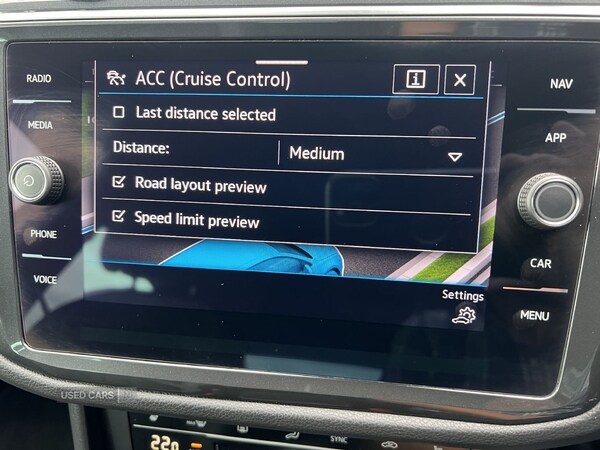 RADIO
MEDIA
PHONE
VOICE
ACC (Cruise Control)
Last distance selected
Distance: Medium
Road layout preview
Speed limit preview
Settings
NAV
APP
CAR
MENU
USED CARS
22
SYNC